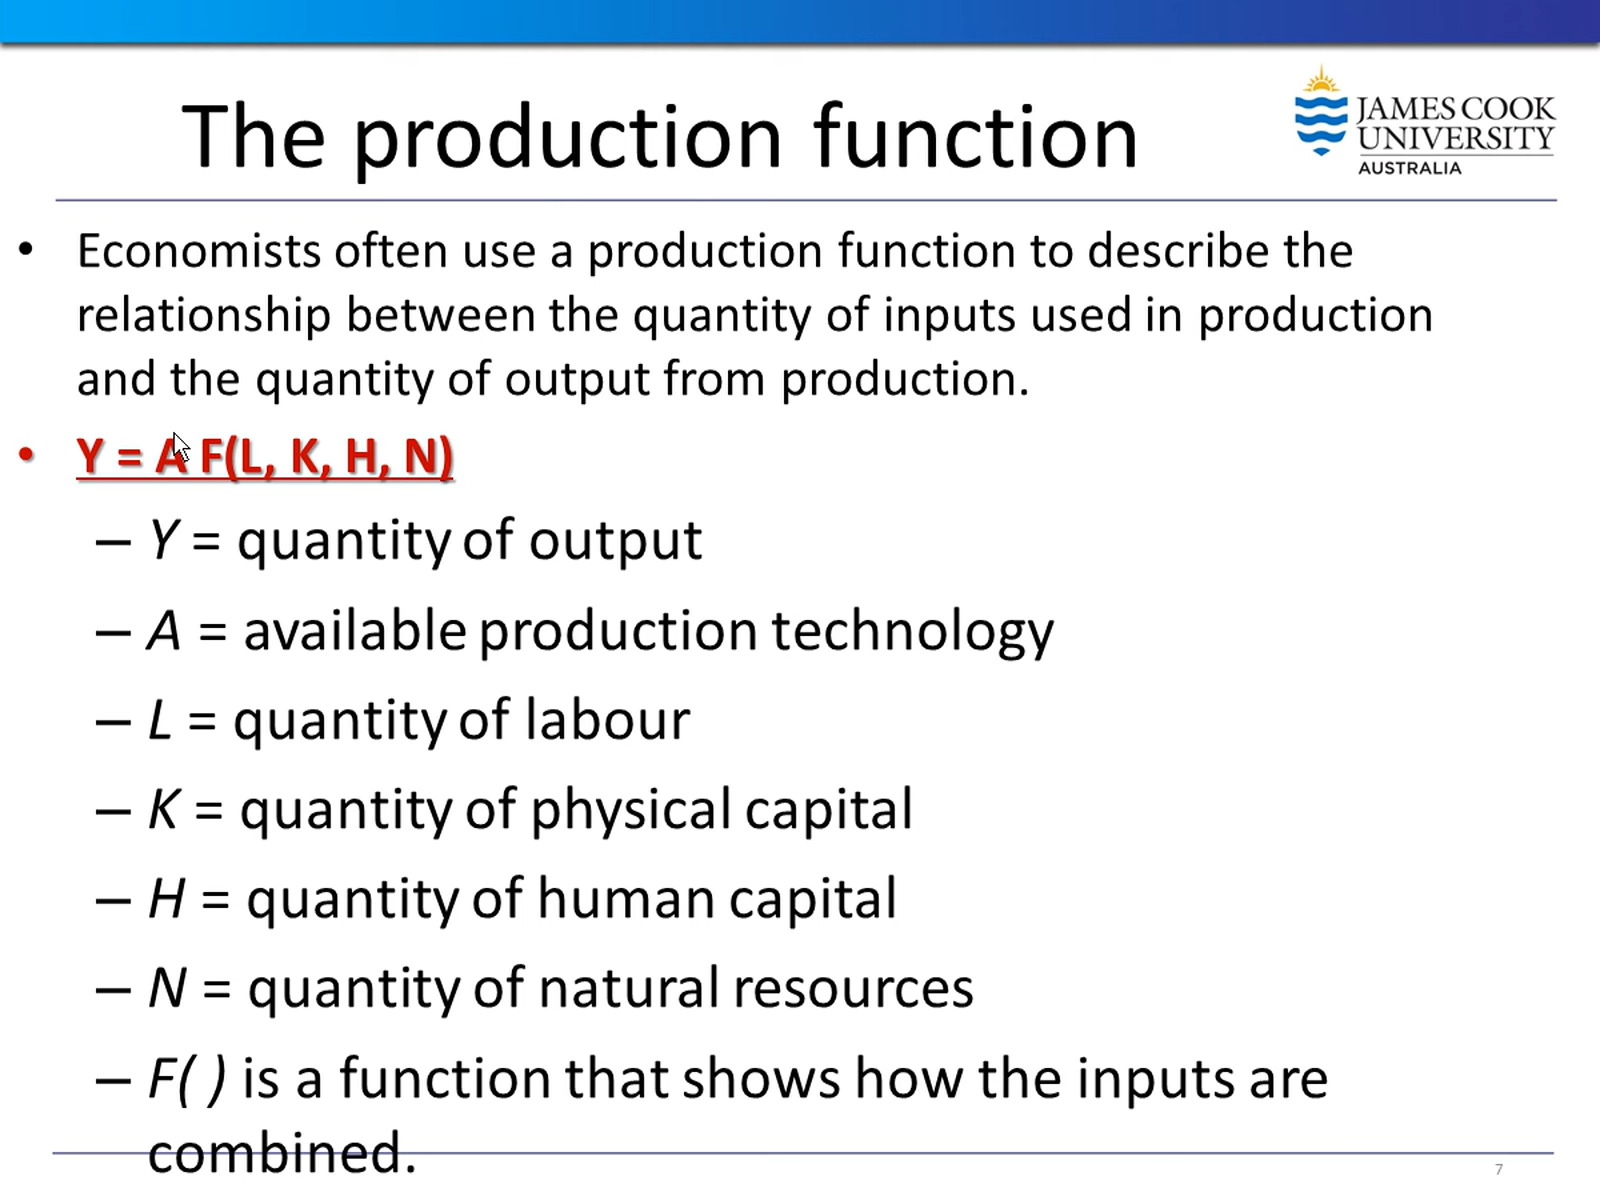 The production function
JAMES COOK
UNIVERSITY
AUSTRALIA
• Economists often use a production function to describe the
relationship between the quantity of inputs used in production
and the quantity of output from production.
• Y = A F(L, K, H, N)
– Y = quantity of output
– A = available production technology
– L = quantity of labour
– K = quantity of physical capital
– H = quantity of human capital
– N = quantity of natural resources
– F( ) is a function that shows how the inputs are
combined.
7